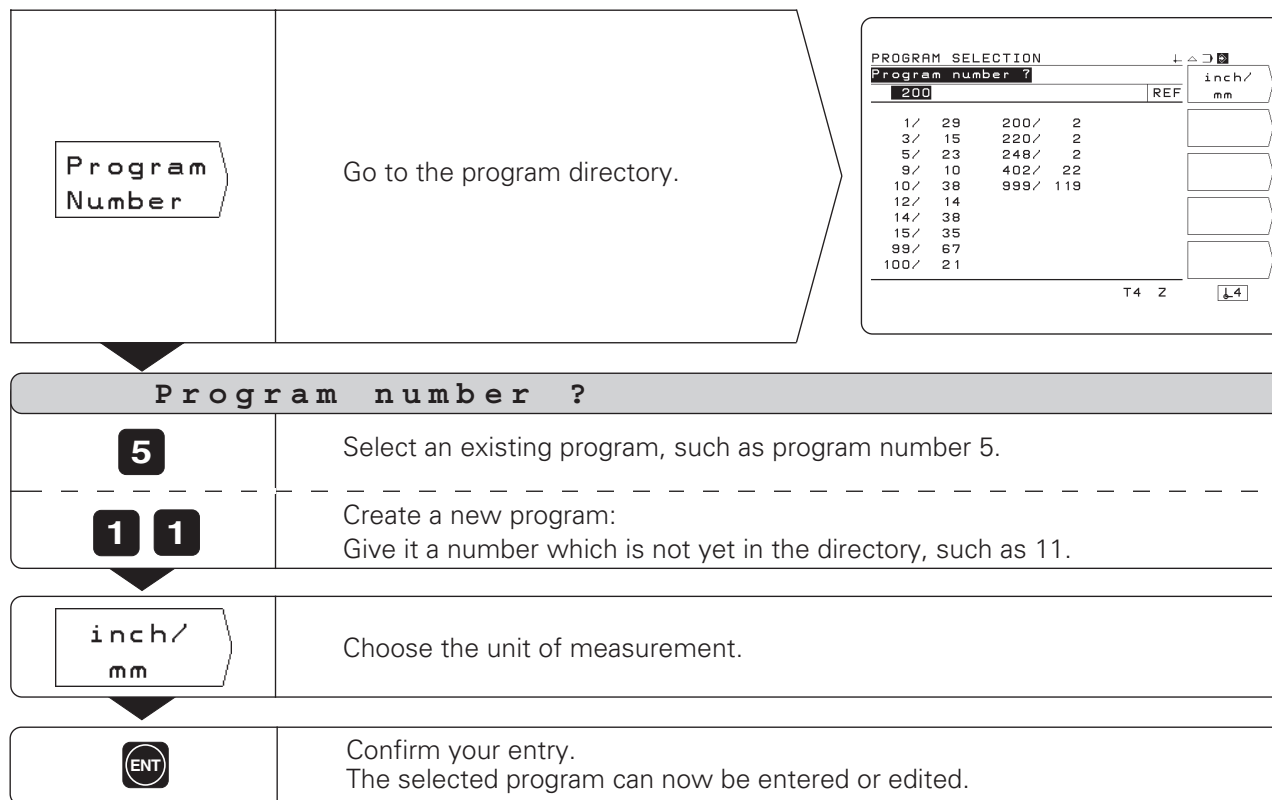 Program
Number
Go to the program directory.
PROGRAM SELECTION
Program number ?
200
REF
inch/
mm
1/ 29 200/ 2
3/ 15 220/ 2
5/ 23 248/ 2
9/ 10 402/ 22
10/ 38 999/ 119
12/ 14
14/ 38
15/ 35
99/ 67
100/ 21
T4 Z
4
Program number ?
5
Select an existing program, such as program number 5.
1 1
Create a new program:
Give it a number which is not yet in the directory, such as 11.
inch/
mm
Choose the unit of measurement.
ENT
Confirm your entry.
The selected program can now be entered or edited.